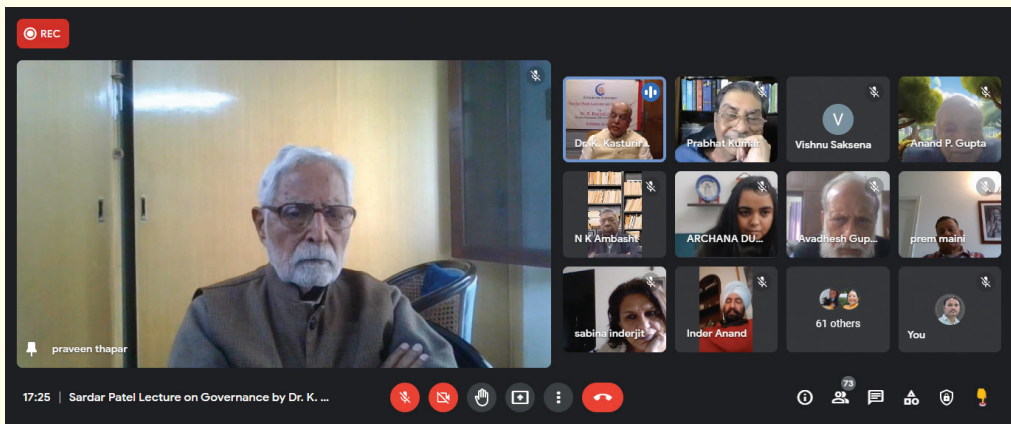 REC
praveen thapar
Dr. K. Kasturira.
Prabhat Kumar
V
Vishnu Saksena
Anand P. Gupta
N K Ambasht
ARCHANA DU...
Avadhesh Gup...
prem maini
sabina inderjit
Inder Anand
61 others
You
17:25 | Sardar Patel Lecture on Governance by Dr. K. ...
73